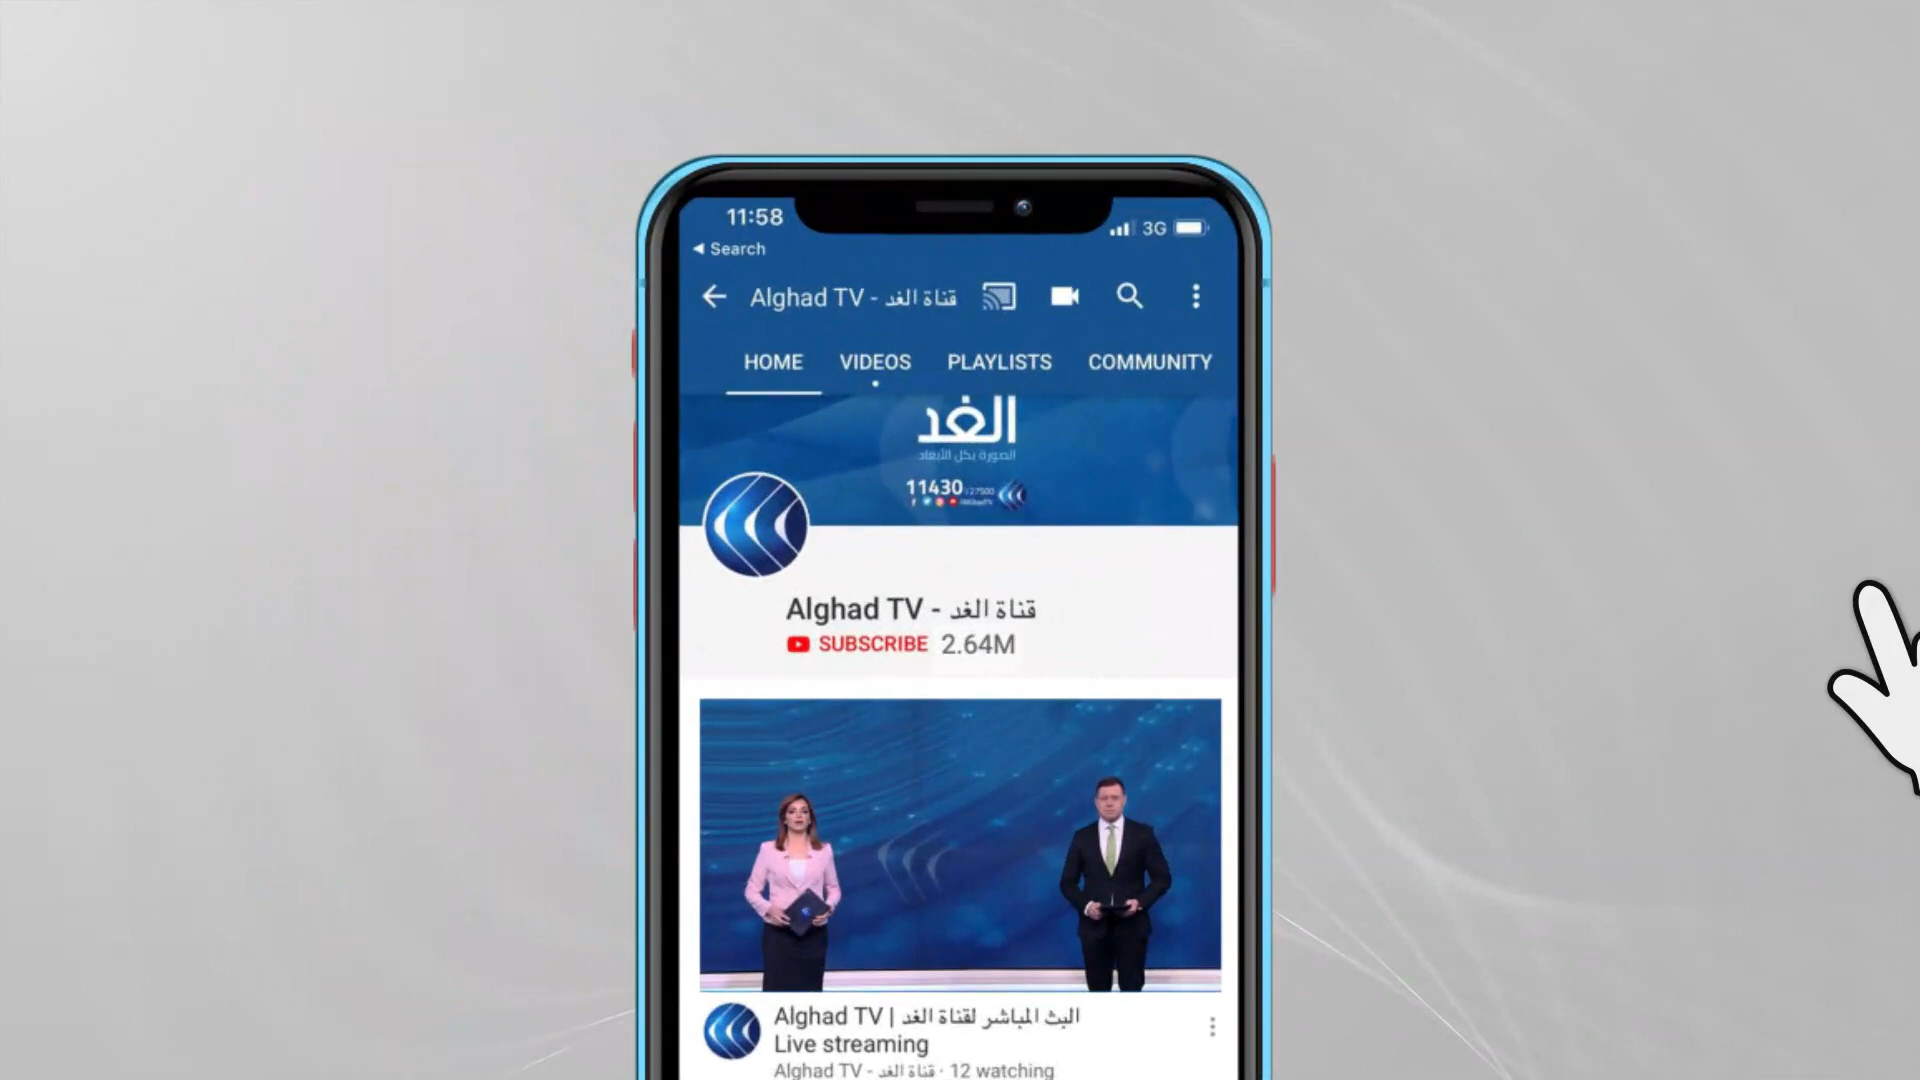 11:58
3G
Search
Alghad TV - قناة الغد
HOME VIDEOS PLAYLISTS COMMUNITY
الغد
الصورة بكل الأبعاد
11430
27500
Alghad TV - قناة الغد
SUBSCRIBE 2.64M
Alghad TV | البث المباشر لقناة الغد
Live streaming
Alghad TV - قناة الغد · 12 watching